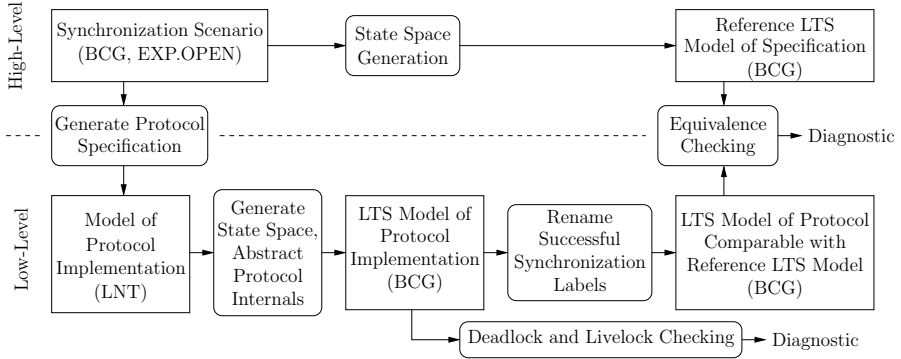 High-Level
Synchronization Scenario
(BCG, EXP.OPEN)
State Space
Generation
Reference LTS
Model of Specification
(BCG)
Generate Protocol
Specification
Equivalence
Checking
Diagnostic
Low-Level
Model of
Protocol
Implementation
(LNT)
Generate
State Space,
Abstract
Protocol
Internals
LTS Model of
Protocol
Implementation
(BCG)
Rename
Successful
Synchronization
Labels
LTS Model of Protocol
Comparable with
Reference LTS Model
(BCG)
Deadlock and Livelock Checking
Diagnostic